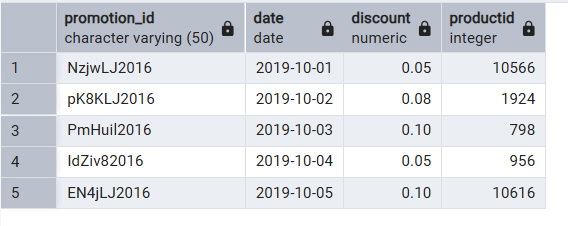 promotion_id date discount productid
character varying (50) date numeric integer
1 NzjwLJ2016 2019-10-01 0.05 10566
2 pK8KLJ2016 2019-10-02 0.08 1924
3 PmHuil2016 2019-10-03 0.10 798
4 IdZiv82016 2019-10-04 0.05 956
5 EN4jLJ2016 2019-10-05 0.10 10616